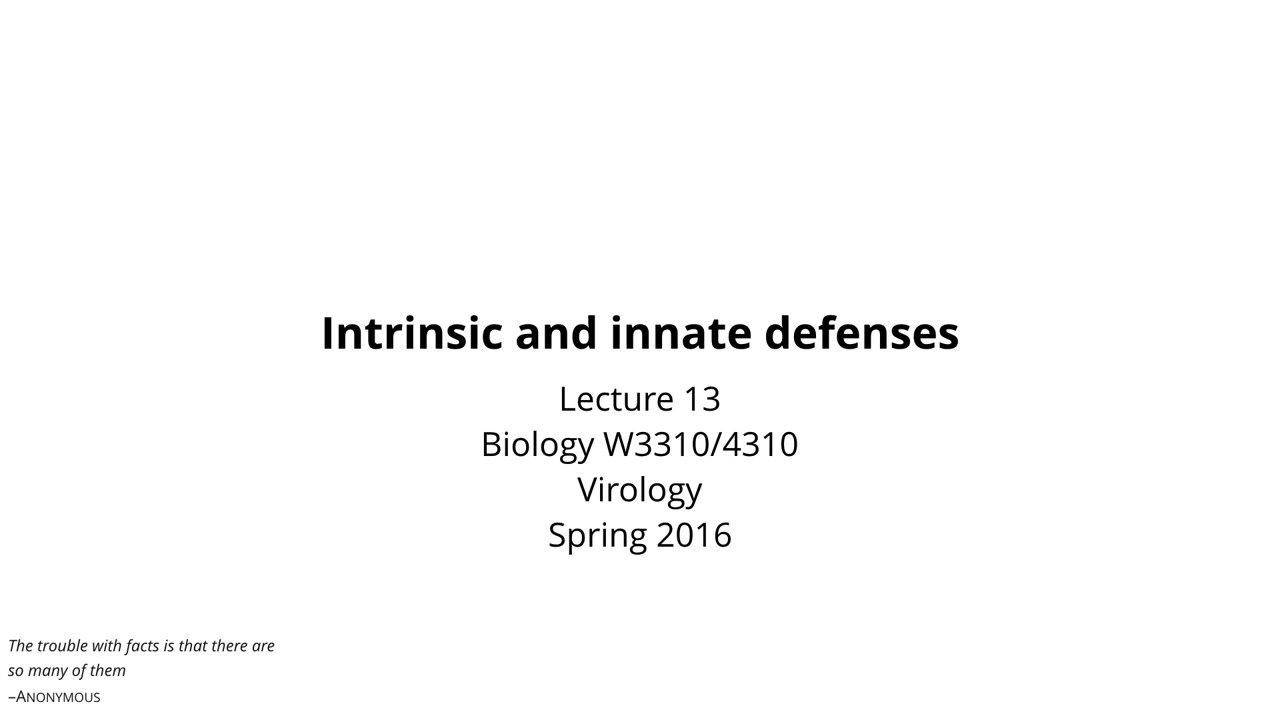 Intrinsic and innate defenses
Lecture 13
Biology W3310/4310
Virology
Spring 2016
The trouble with facts is that there are
so many of them
–ANONYMOUS